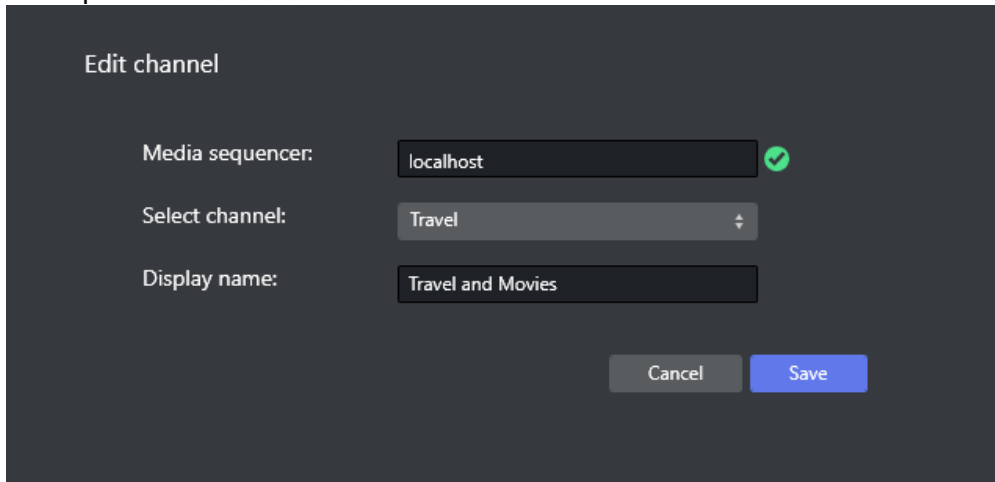 Edit channel
Media sequencer: localhost
Select channel: Travel
Display name: Travel and Movies
Cancel Save